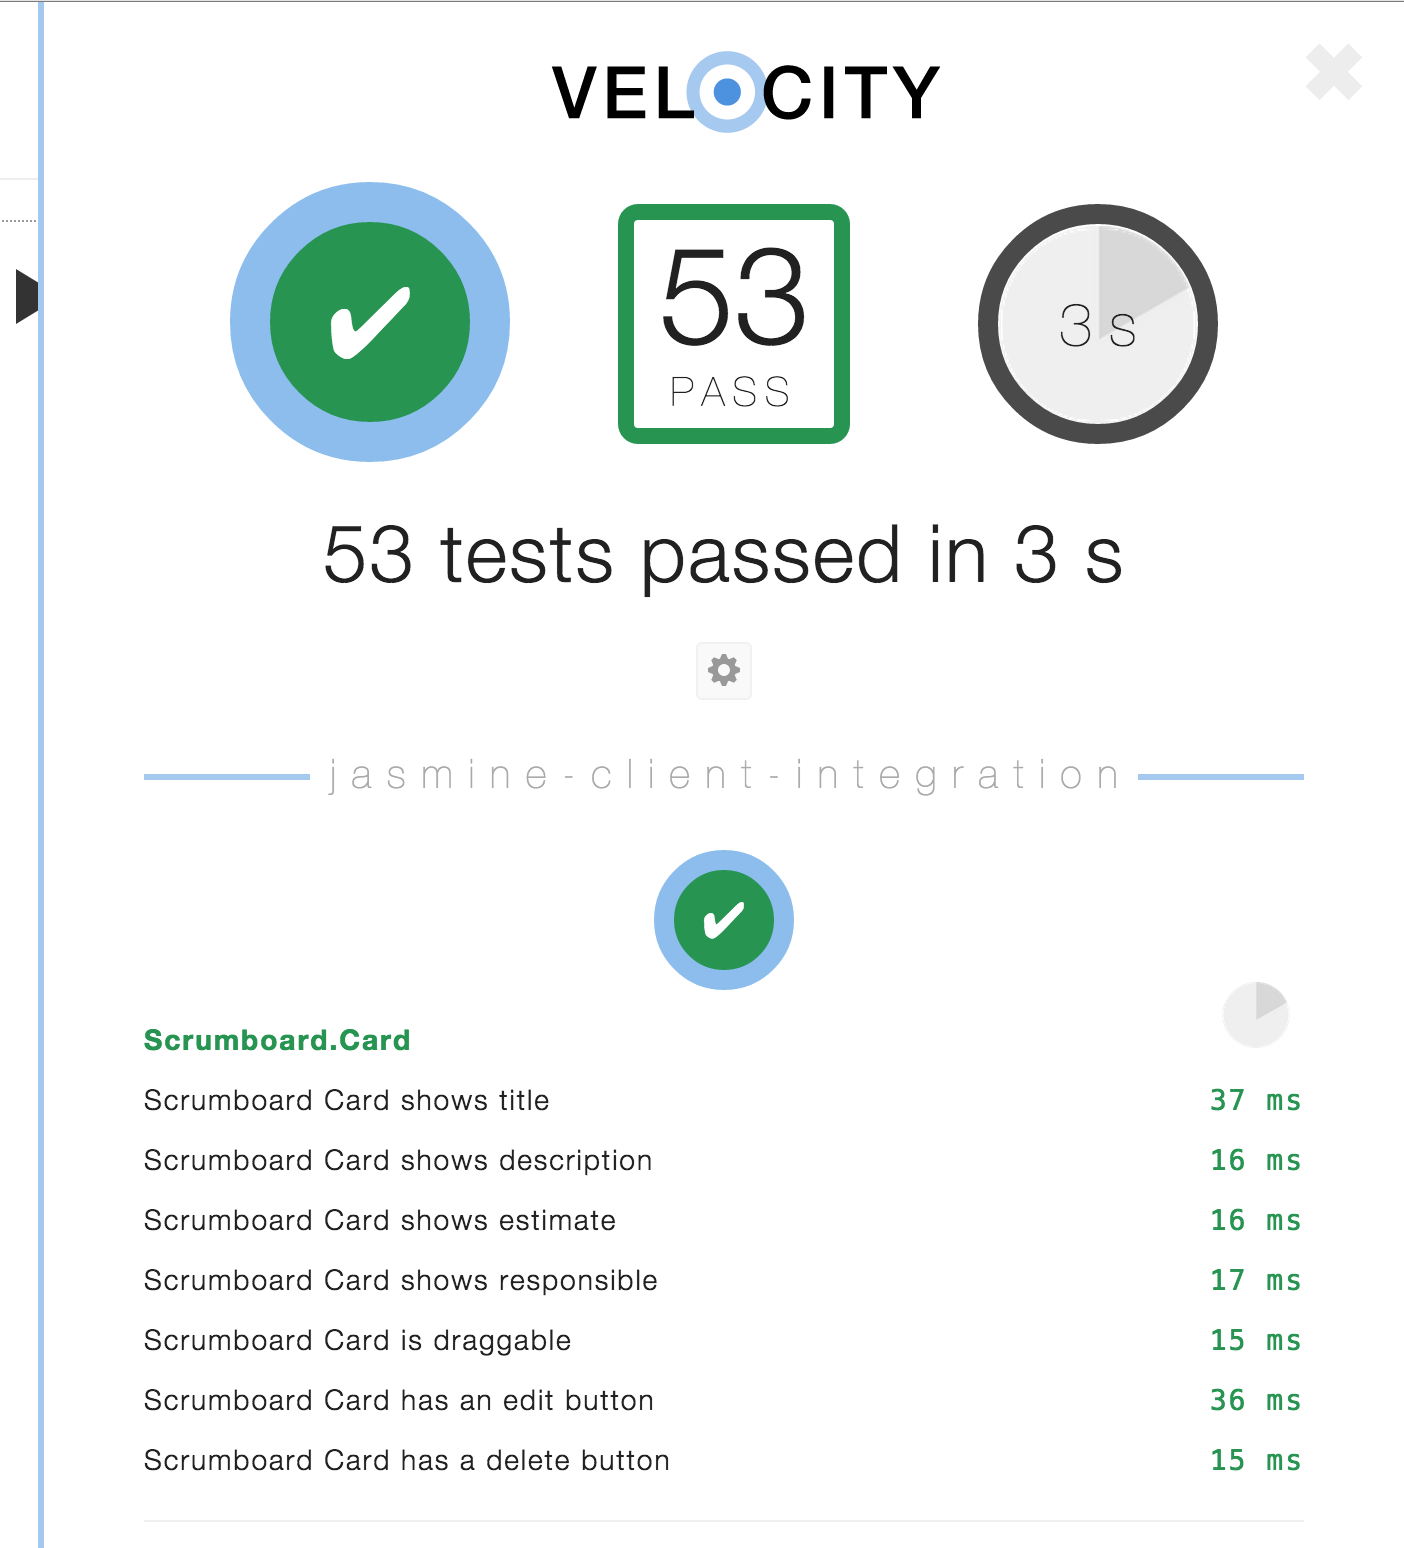 VELOCITY
53
PASS
3 s
53 tests passed in 3 s
jasmine-client-integration
Scrumboard.Card
Scrumboard Card shows title 37 ms
Scrumboard Card shows description 16 ms
Scrumboard Card shows estimate 16 ms
Scrumboard Card shows responsible 17 ms
Scrumboard Card is draggable 15 ms
Scrumboard Card has an edit button 36 ms
Scrumboard Card has a delete button 15 ms